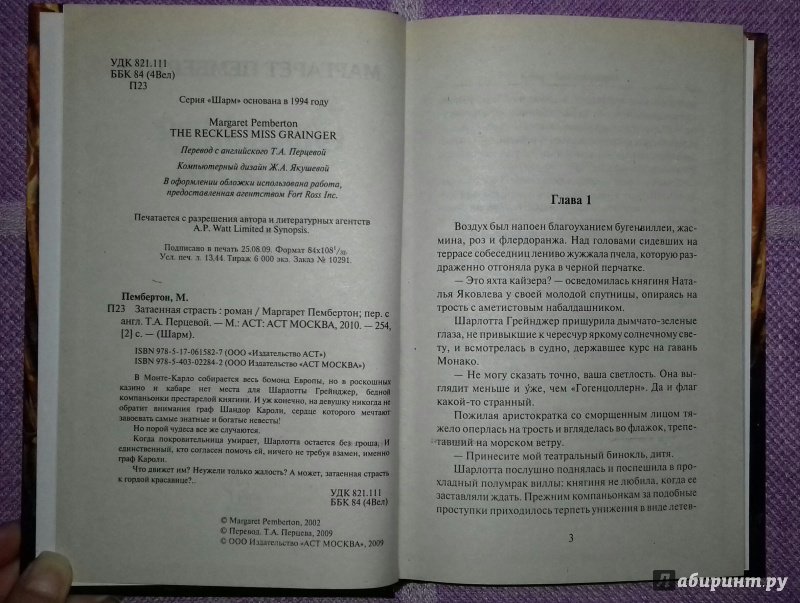 УДК 821.111
ББК 84 (4Вел)
П23
Серия «Шарм» основана в 1994 году
Margaret Pemberton
THE RECKLESS MISS GRAINGER
Перевод с английского Т.А. Перцевой
Компьютерный дизайн Ж.А. Якушевой
В оформлении обложки использована работа,
предоставленная агентством Fort Ross Inc.
Печатается с разрешения автора и литературных агентств
A.P. Watt Limited и Synopsis.
Подписано в печать 25.08.09. Формат 84х108 1/32.
Усл. печ. л. 13,44. Тираж 6 000 экз. Заказ № 10291.
Пембертон, М.
П23 Затаенная страсть : роман / Маргарет Пембертон; пер. с
англ. Т.А. Перцевой. — М.: АСТ: АСТ МОСКВА, 2010. — 254,
[2] с. — (Шарм).
ISBN 978-5-17-061582-7 (ООО «Издательство АСТ»)
ISBN 978-5-403-02284-2 (ООО Издательство «АСТ МОСКВА»)
В Монте-Карло собирается весь бомонд Европы, но в роскошных
казино и кабаре нет места для Шарлотты Грейнджер, бедной
компаньонки престарелой княгини. И уж конечно, на девушку никогда не
обратит внимания граф Шандор Кароли, сердце которого мечтают
завоевать самые знатные и богатые невесты!
Но порой чудеса все же случаются.
Когда покровительница умирает, Шарлотта остается без гроша, И
единственный, кто согласен помочь ей, ничего не требуя взамен, именно
граф Кароли.
Что движет им? Неужели только жалость? А может, затаенная страсть
к гордой красавице?..
УДК 821.111
ББК 84 (4Вел)
© Margaret Pemberton, 2002
© Перевод. Т.А. Перцева, 2009
© ООО Издательство «АСТ МОСКВА», 2009
Глава 1
Воздух был напоен благоуханием бугенвиллеи, жас-
мина, роз и флердоранжа. Над головами сидевших на
террасе собеседниц лениво жужжала пчела, которую раз-
драженно отгоняла рука в черной перчатке.
— Это яхта кайзера? — осведомилась княгиня Ната-
лья Яковлева у своей молодой спутницы, опираясь на
трость с аметистовым набалдашником.
Шарлотта Грейнджер прищурила дымчато-зеленые
глаза, не привыкшие к чересчур яркому солнечному све-
ту, и всмотрелась в судно, державшее курс на гавань
Монако.
— Не могу сказать точно, ваша светлость. Она вы-
глядит меньше и у́же, чем «Гогенцоллерн». Да и флаг
какой-то странный.
Пожилая аристократка со сморщенным лицом тя-
жело оперлась на трость и вгляделась во флажок, трепе-
тавший на морском ветру.
— Принесите мой театральный бинокль, дитя.
Шарлотта послушно поднялась и поспешила в про-
хладный полумрак виллы: княгиня не любила, когда ее
заставляли ждать. Прежним компаньонкам за подобные
проступки приходилось терпеть унижения в виде летев-
3
Лабиринт.ру